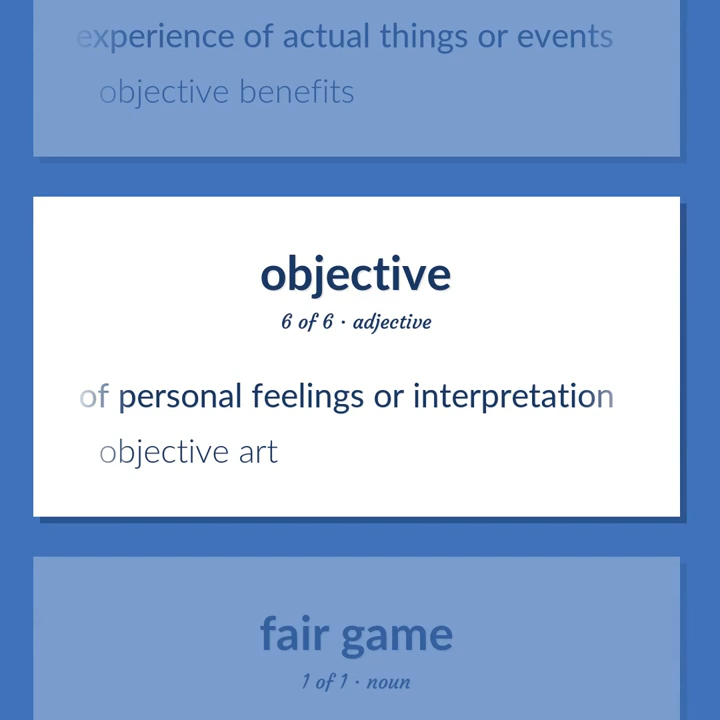 experience of actual things or events
objective benefits
objective
6 of 6 · adjective
of personal feelings or interpretation
objective art
fair game
1 of 1 · noun